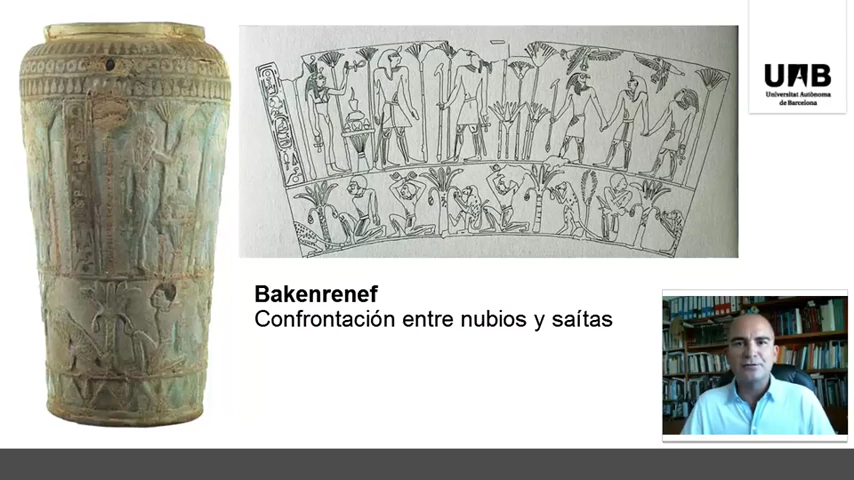 UAB
Universitat Autònoma
de Barcelona
Bakenrenef
Confrontación entre nubios y saítas